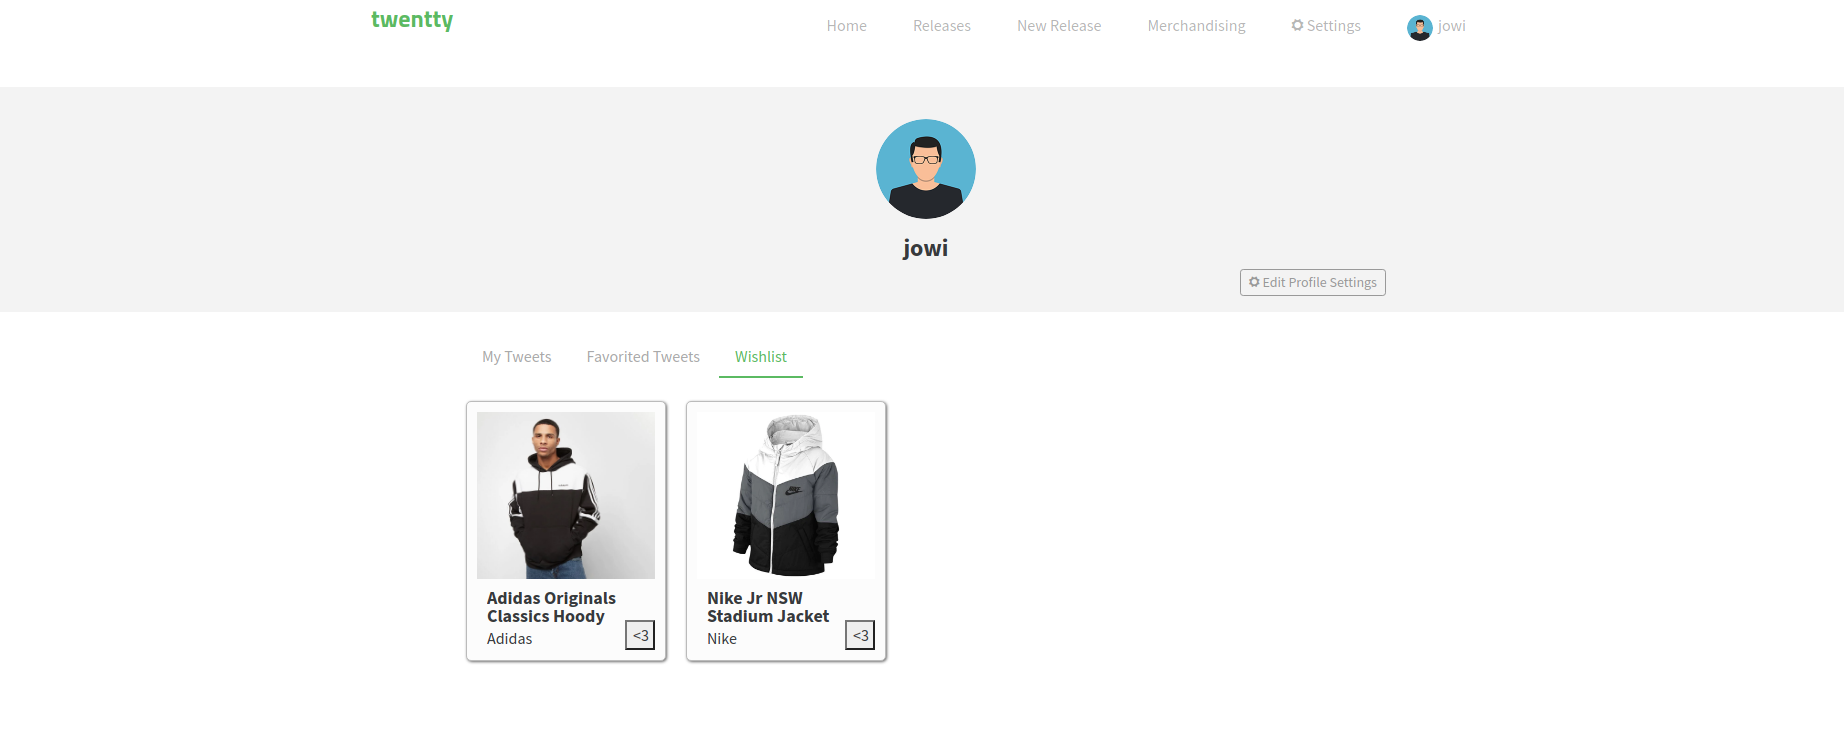 twentty
Home
Releases
New Release
Merchandising
Settings
jowi
jowi
Edit Profile Settings
My Tweets
Favorited Tweets
Wishlist
Adidas Originals
Classics Hoody
Adidas
<3
Nike Jr NSW
Stadium Jacket
Nike
<3